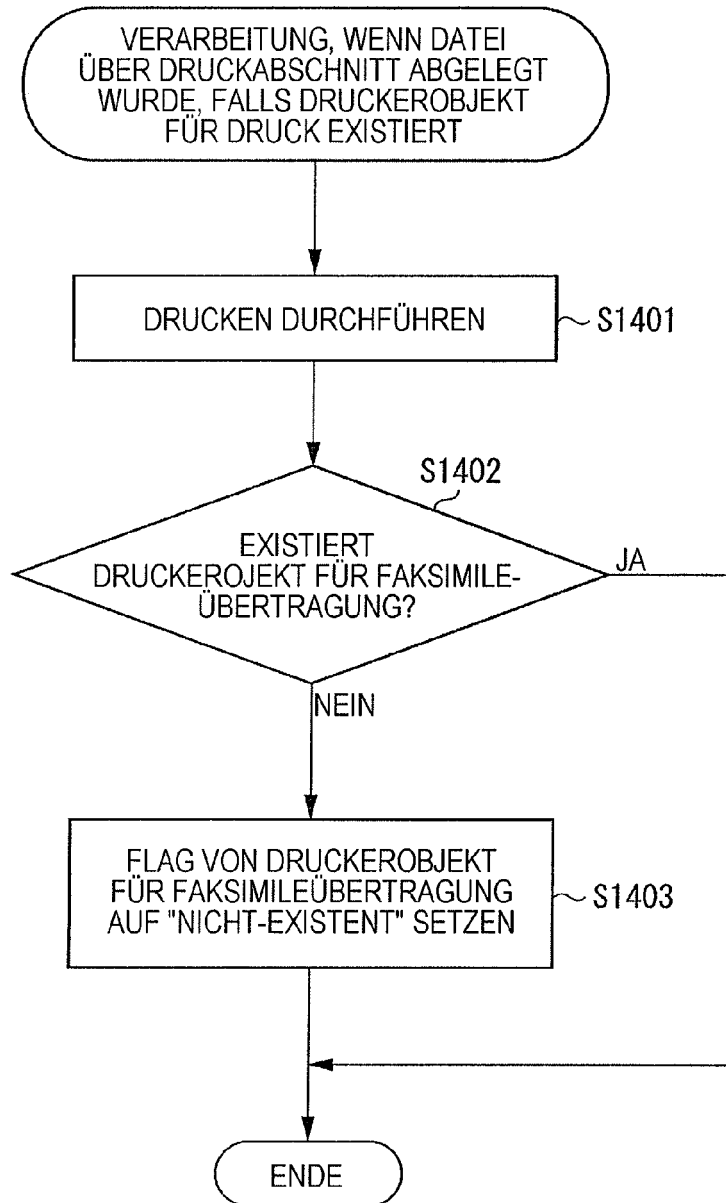 VERARBEITUNG, WENN DATEI
ÜBER DRUCKABSCHNITT ABGELEGT
WURDE, FALLS DRUCKEROBJEKT
FÜR DRUCK EXISTIERT
DRUCKEN DURCHFÜHREN
S1401
S1402
EXISTIERT
DRUCKEROJEKT FÜR FAKSIMILE-
ÜBERTRAGUNG?
JA
NEIN
FLAG VON DRUCKEROBJEKT
FÜR FAKSIMILEÜBERTRAGUNG
AUF "NICHT-EXISTENT" SETZEN
S1403
ENDE